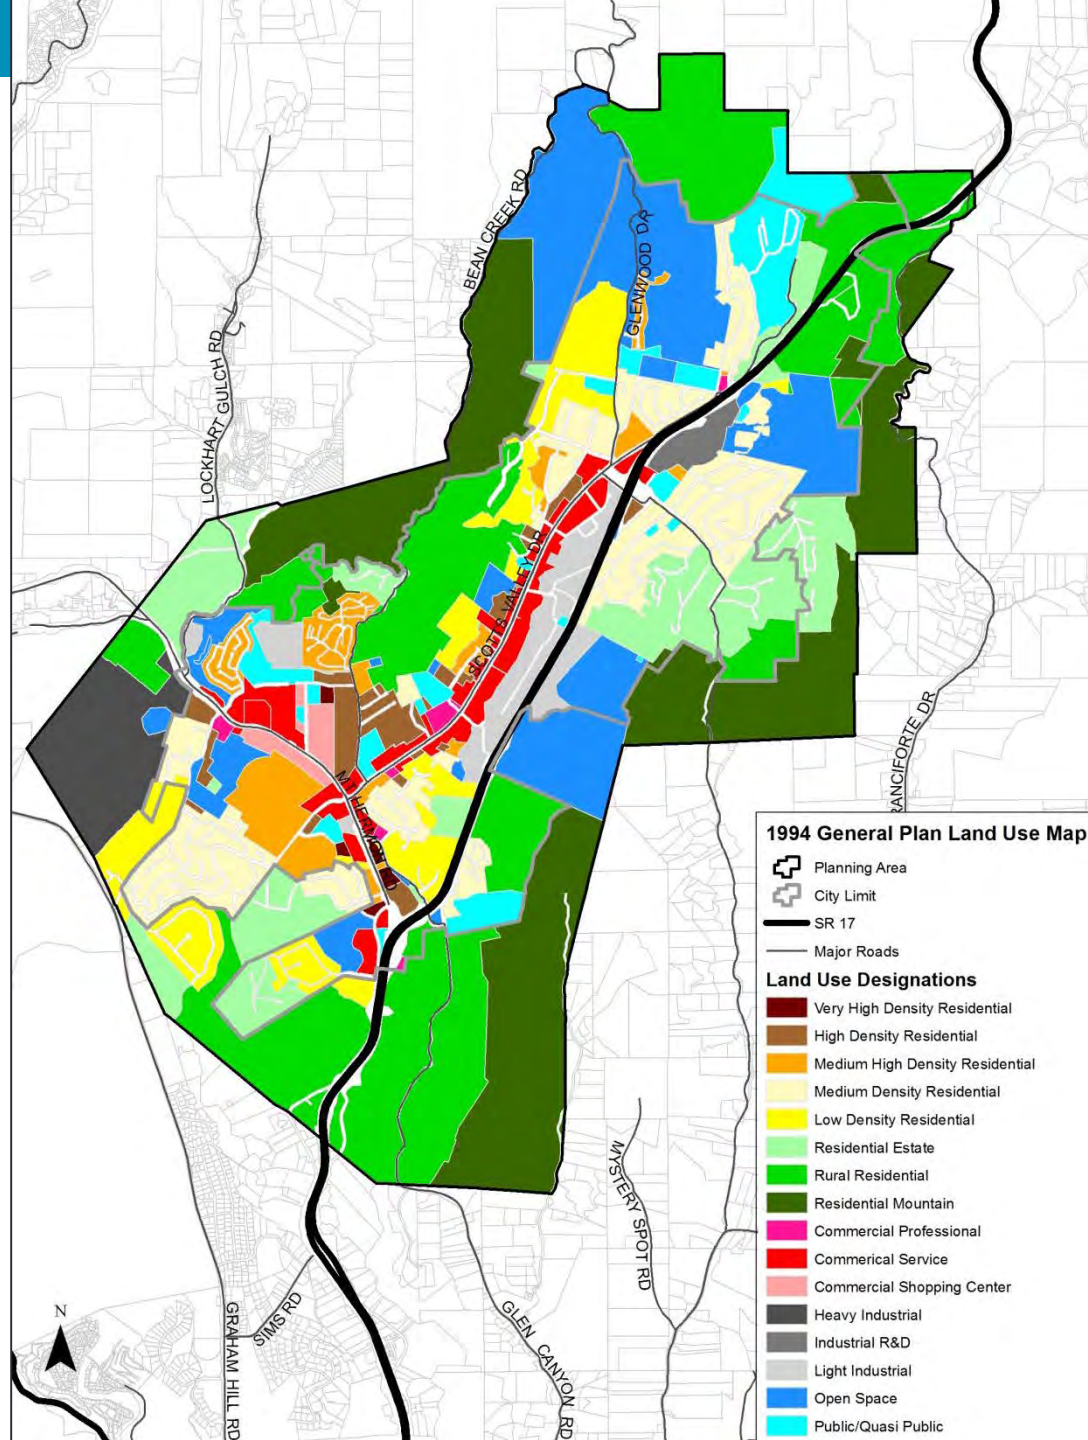 BEAN CREEK RD
GLENWOOD DR
LOCKHART GULCH RD
SCOTTS VALLEY DR
MT HERMON RD
BRANCIFORTE DR
MYSTERY SPOT RD
GRAHAM HILL RD
SIMS RD
GLEN CANYON RD
N
1994 General Plan Land Use Map
Planning Area
City Limit
SR 17
Major Roads
Land Use Designations
Very High Density Residential
High Density Residential
Medium High Density Residential
Medium Density Residential
Low Density Residential
Residential Estate
Rural Residential
Residential Mountain
Commercial Professional
Commerical Service
Commercial Shopping Center
Heavy Industrial
Industrial R&D
Light Industrial
Open Space
Public/Quasi Public